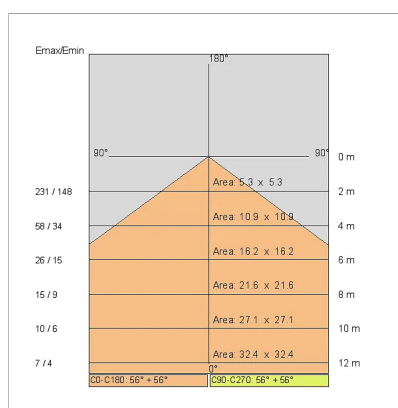 Emax/Emin
180°
90° 90° 0 m
Area: 5.3 x 5.3
231 / 148 2 m
Area: 10.9 x 10.9
58 / 34 4 m
Area: 16.2 x 16.2
26 / 15 6 m
Area: 21.6 x 21.6
15 / 9 8 m
Area: 27.1 x 27.1
10 / 6 10 m
Area: 32.4 x 32.4
7 / 4 12 m
0°
C0-C180: 56° + 56° C90-C270: 56° + 56°